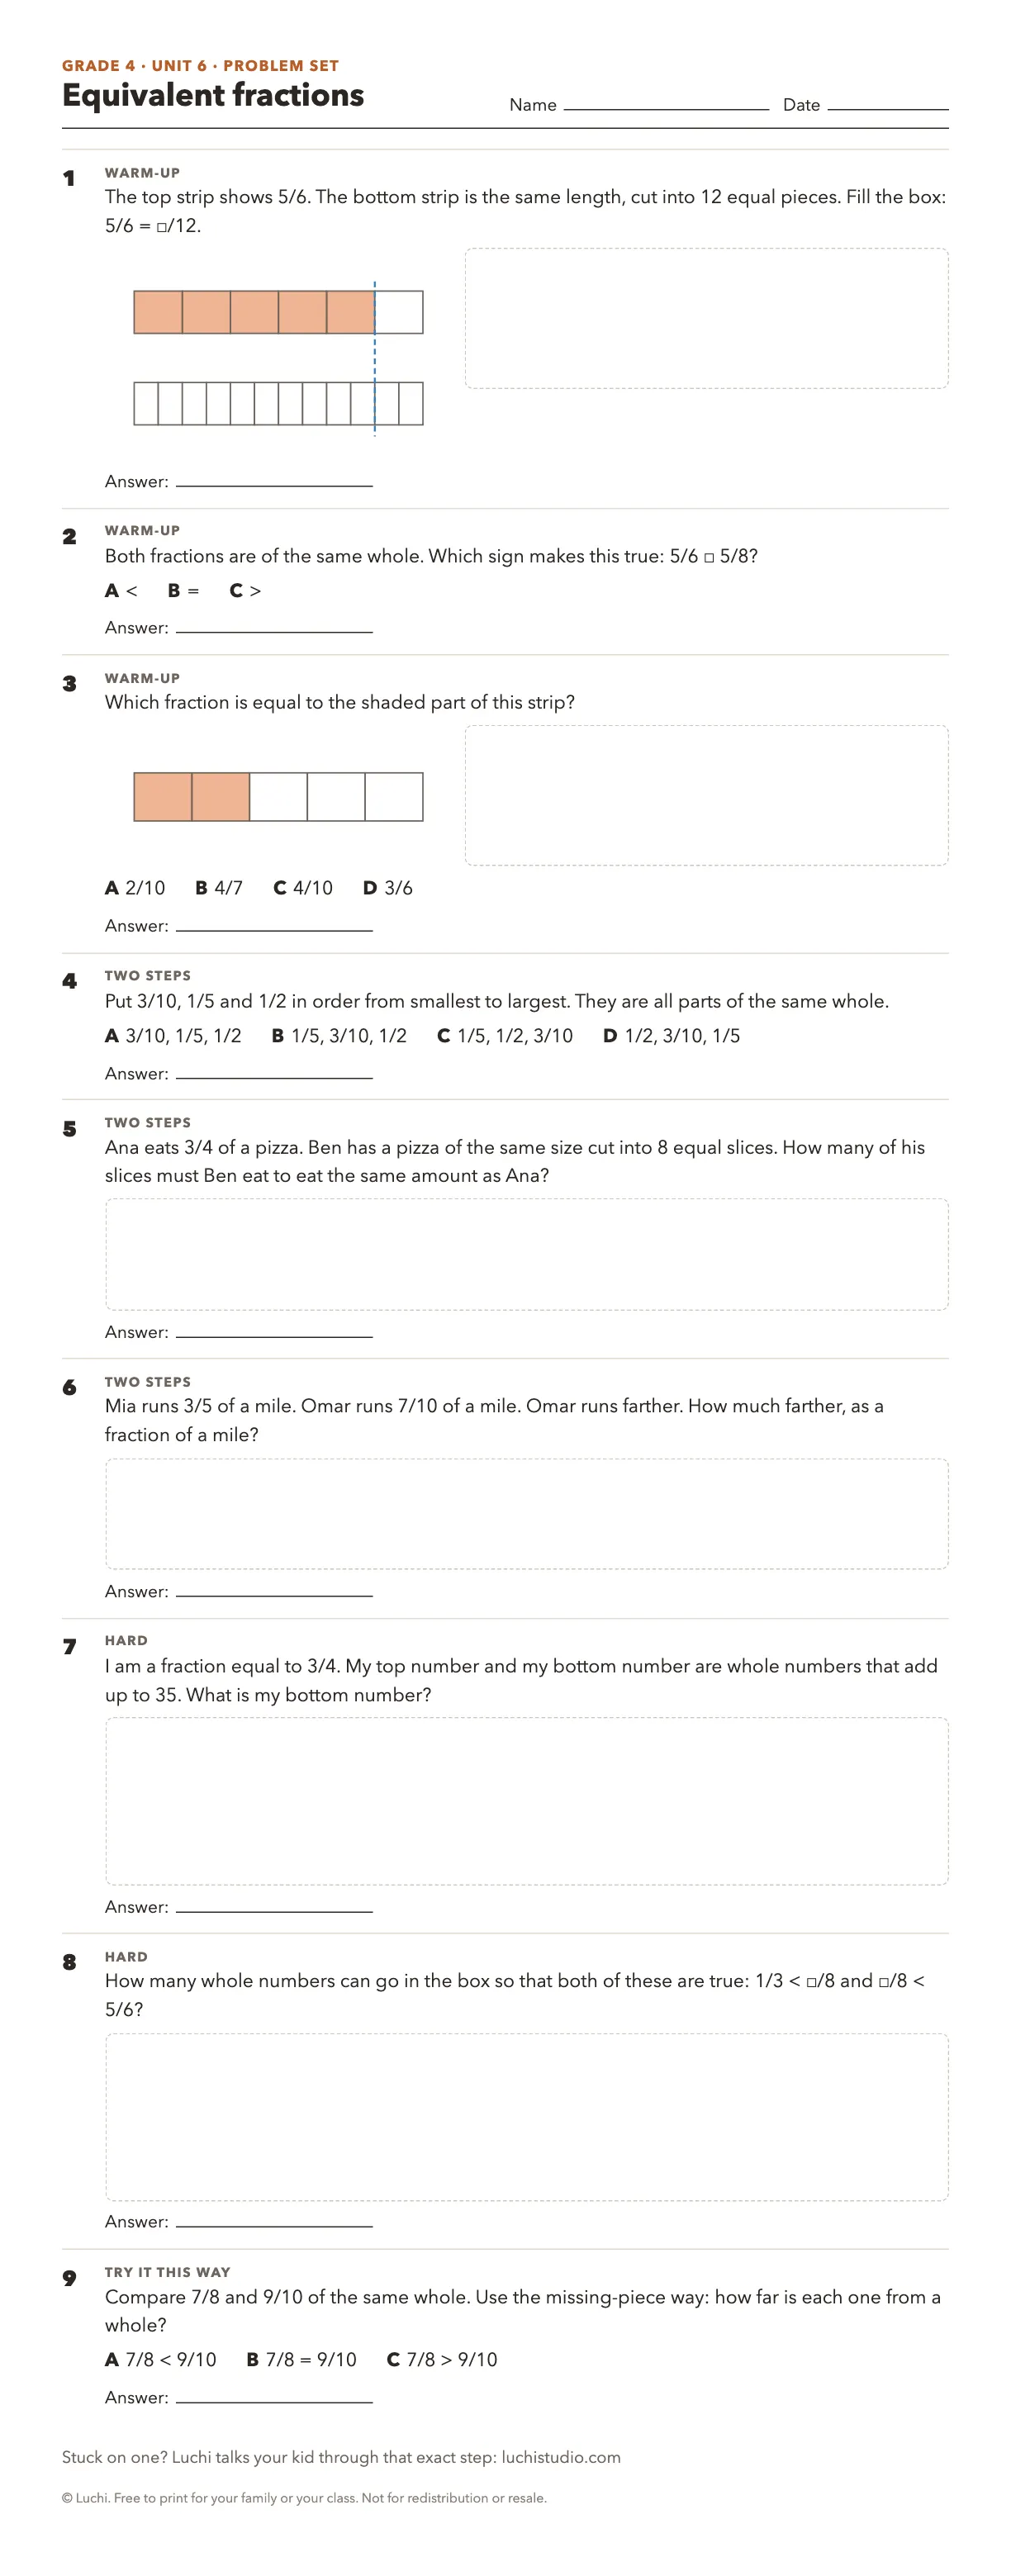 GRADE 4 · UNIT 6 · PROBLEM SET
Equivalent fractions
Name Date
1
WARM-UP
The top strip shows 5/6. The bottom strip is the same length, cut into 12 equal pieces. Fill the box:
5/6 = □/12.
Answer:
2
WARM-UP
Both fractions are of the same whole. Which sign makes this true: 5/6 □ 5/8?
A < B = C >
Answer:
3
WARM-UP
Which fraction is equal to the shaded part of this strip?
A 2/10 B 4/7 C 4/10 D 3/6
Answer:
4
TWO STEPS
Put 3/10, 1/5 and 1/2 in order from smallest to largest. They are all parts of the same whole.
A 3/10, 1/5, 1/2 B 1/5, 3/10, 1/2 C 1/5, 1/2, 3/10 D 1/2, 3/10, 1/5
Answer:
5
TWO STEPS
Ana eats 3/4 of a pizza. Ben has a pizza of the same size cut into 8 equal slices. How many of his
slices must Ben eat to eat the same amount as Ana?
Answer:
6
TWO STEPS
Mia runs 3/5 of a mile. Omar runs 7/10 of a mile. Omar runs farther. How much farther, as a
fraction of a mile?
Answer:
7
HARD
I am a fraction equal to 3/4. My top number and my bottom number are whole numbers that add
up to 35. What is my bottom number?
Answer:
8
HARD
How many whole numbers can go in the box so that both of these are true: 1/3 < □/8 and □/8 <
5/6?
Answer:
9
TRY IT THIS WAY
Compare 7/8 and 9/10 of the same whole. Use the missing-piece way: how far is each one from a
whole?
A 7/8 < 9/10 B 7/8 = 9/10 C 7/8 > 9/10
Answer:
Stuck on one? Luchi talks your kid through that exact step: luchistudio.com
© Luchi. Free to print for your family or your class. Not for redistribution or resale.